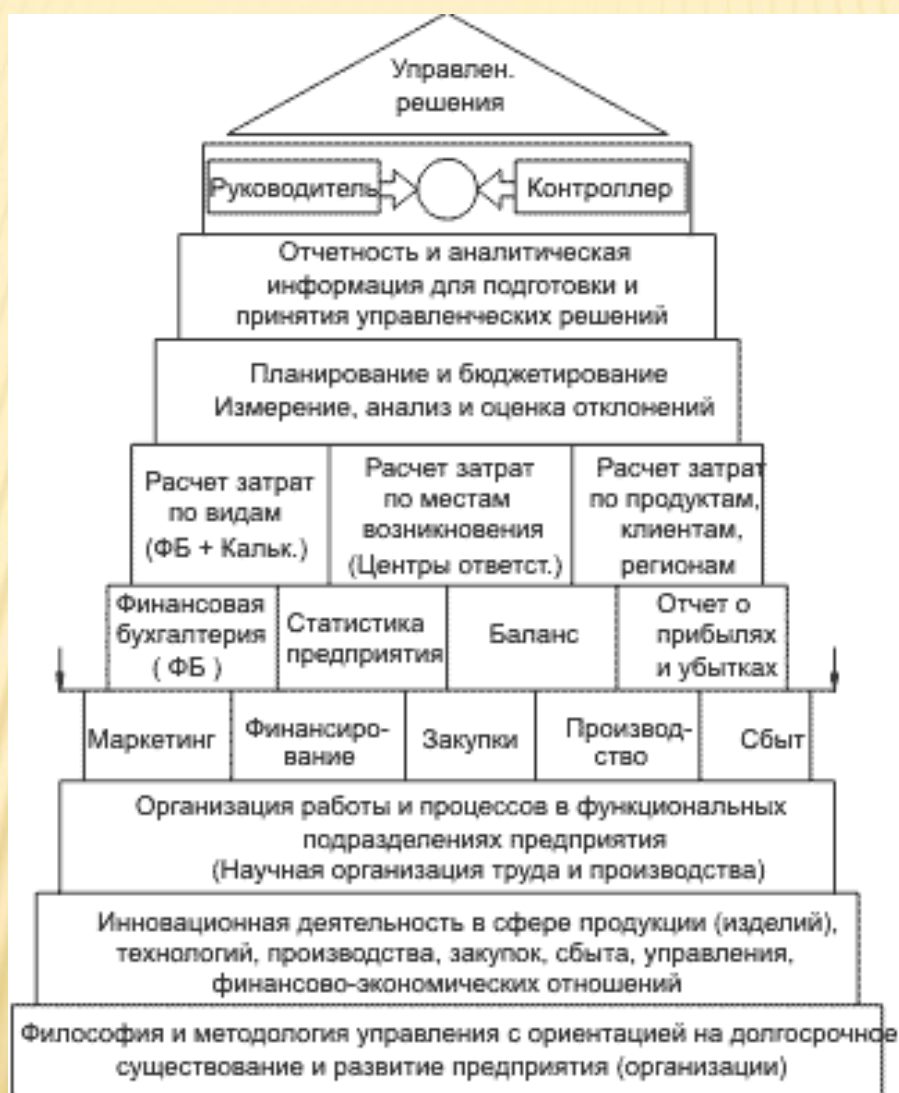 Управлен.
решения
Руководитель
Контроллер
Отчетность и аналитическая
информация для подготовки и
принятия управленческих решений
Планирование и бюджетирование
Измерение, анализ и оценка отклонений
Расчет затрат
по видам
(ФБ + Кальк.)
Расчет затрат
по местам
возникновения
(Центры ответст.)
Расчет затрат
по продуктам,
клиентам,
регионам
Финансовая
бухгалтерия
( ФБ )
Статистика
предприятия
Баланс
Отчет о
прибылях
и убытках
Маркетинг
Финансиро-
вание
Закупки
Производ-
ство
Сбыт
Организация работы и процессов в функциональных
подразделениях предприятия
(Научная организация труда и производства)
Инновационная деятельность в сфере продукции (изделий),
технологий, производства, закупок, сбыта, управления,
финансово-экономических отношений
Философия и методология управления с ориентацией на долгосрочное
существование и развитие предприятия (организации)